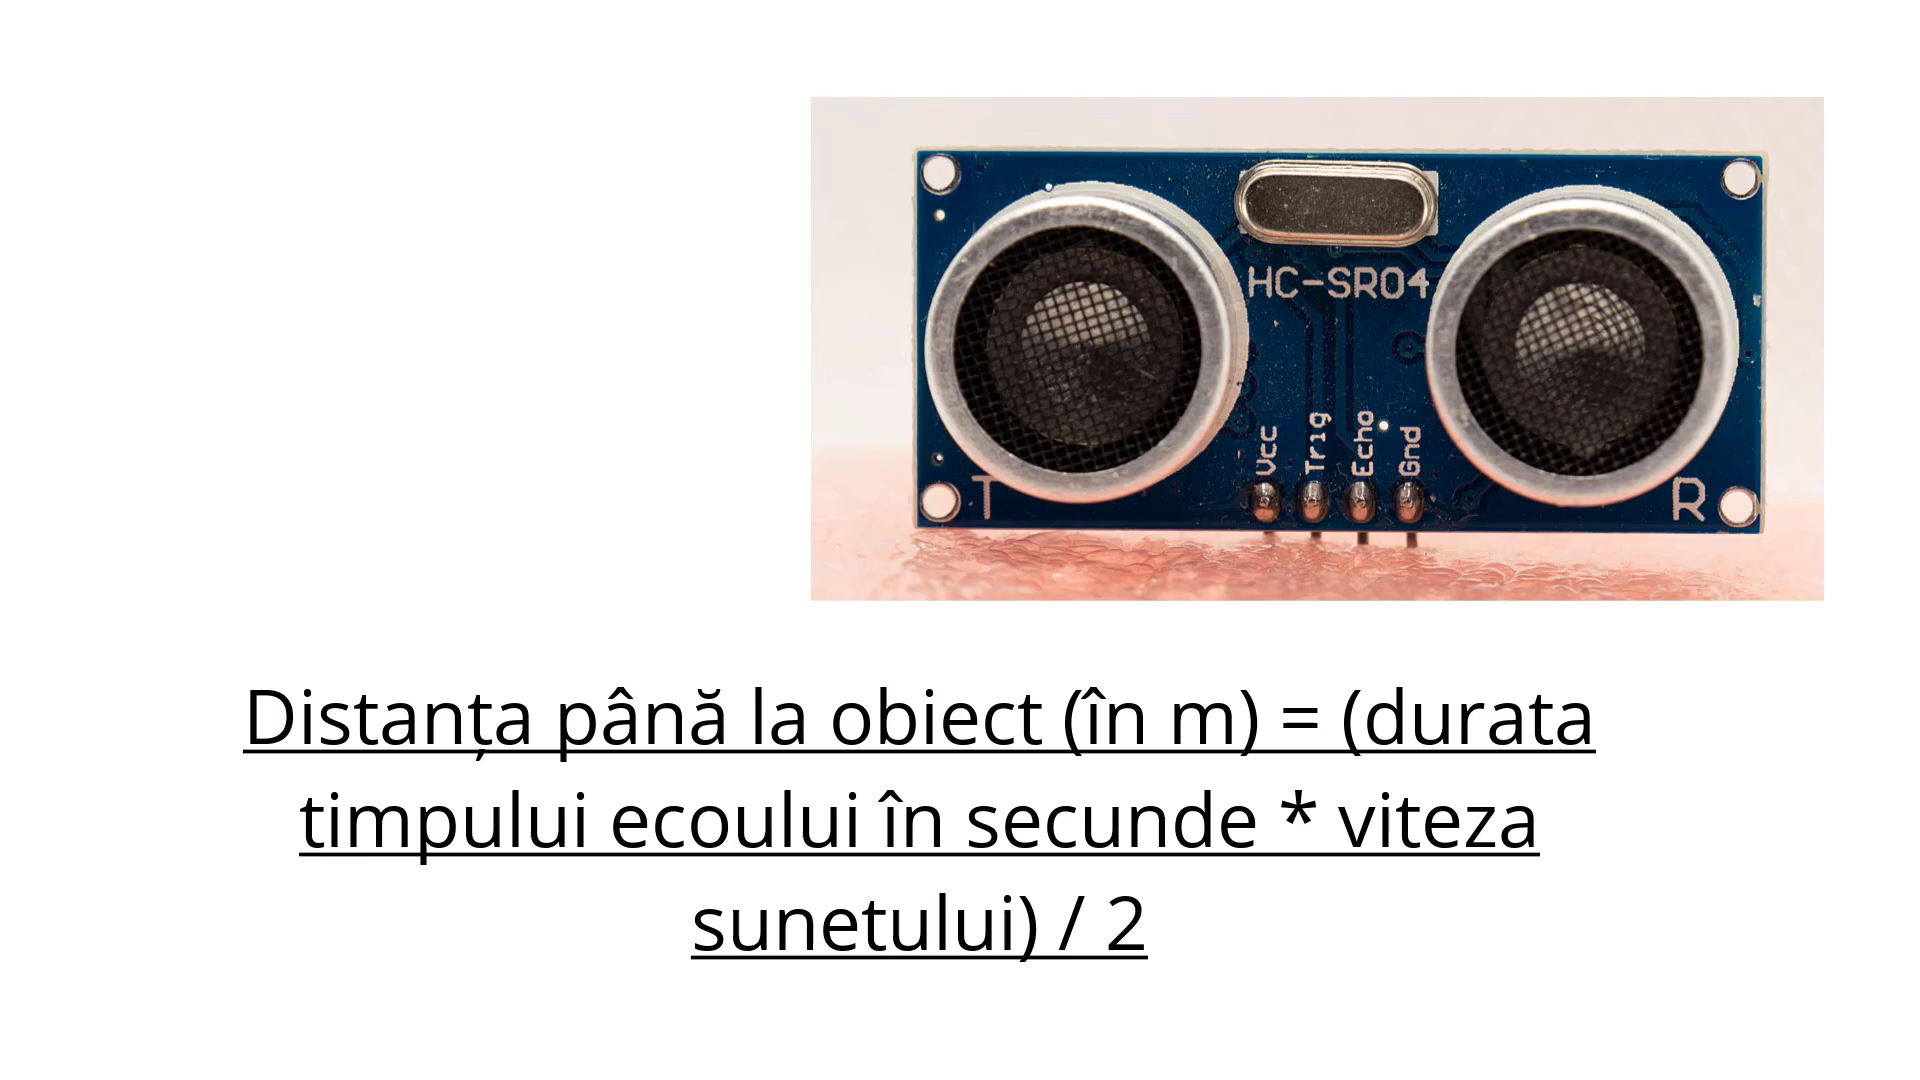 HC-SR04
Vcc
Trig
Echo
Gnd
T
R
Distanța până la obiect (în m) = (durata
timpului ecoului în secunde * viteza
sunetului) / 2